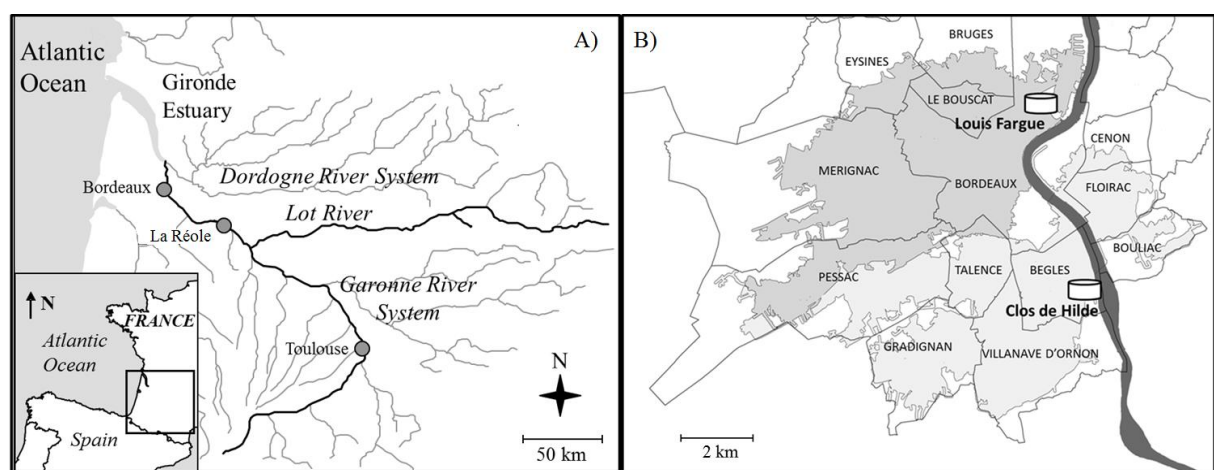 A)
Atlantic
Ocean
Gironde
Estuary
Dordogne River System
Bordeaux
Lot River
La Réole
Garonne River
System
Toulouse
N
50 km
N
FRANCE
Atlantic
Ocean
Spain
B)
BRUGES
EYSINES
LE BOUSCAT
Louis Fargue
CENON
MERIGNAC
BORDEAUX
FLOIRAC
BOULIAC
PESSAC
TALENCE
BEGLES
Clos de Hilde
GRADIGNAN
VILLANAVE D'ORNON
2 km